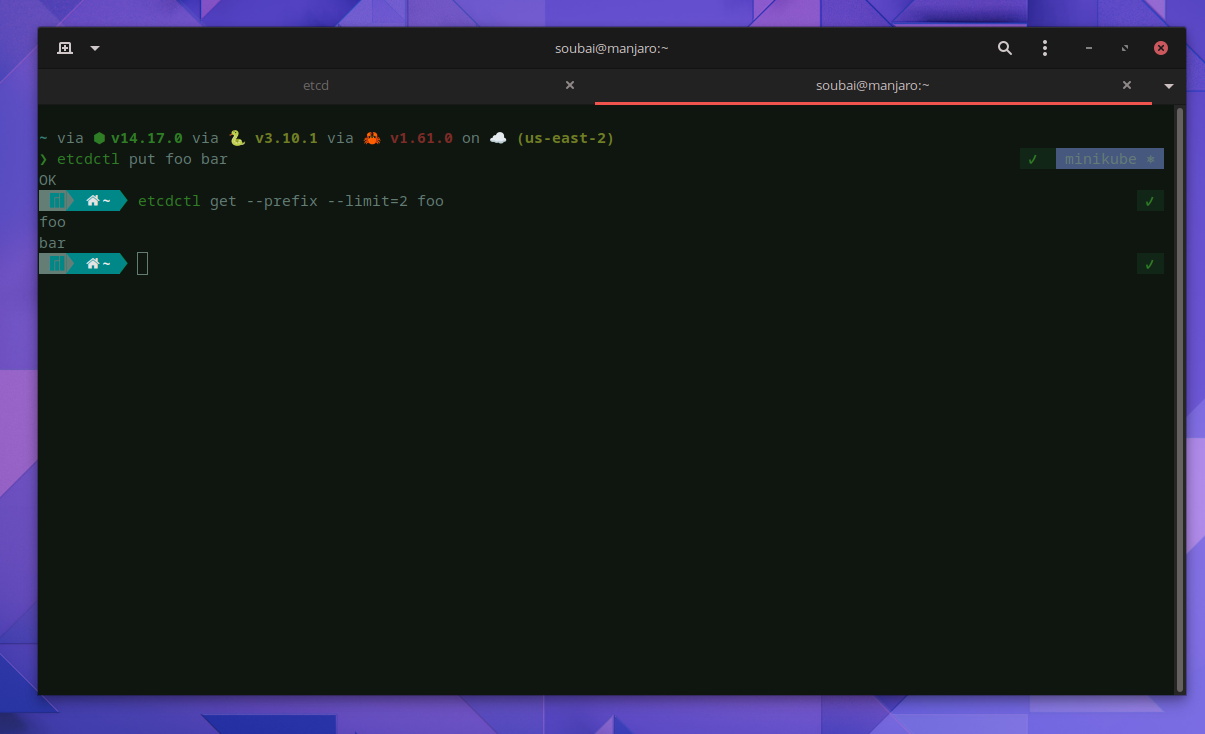 soubai@manjaro:~
etcd
soubai@manjaro:~
~ via v14.17.0 via v3.10.1 via v1.61.0 on (us-east-2)
❯ etcdctl put foo bar ✓ minikube
OK
~ etcdctl get --prefix --limit=2 foo ✓
foo
bar
~ ✓